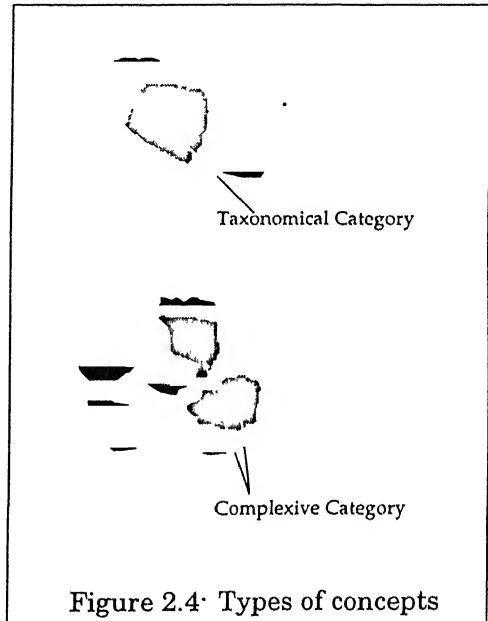 Taxonomical Category
Complexive Category
Figure 2.4· Types of concepts